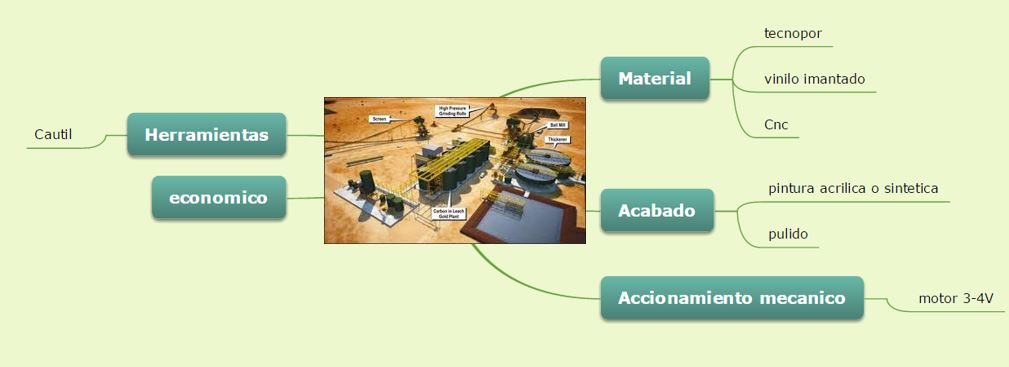 tecnopor
Material
vinilo imantado
Cnc
Herramientas
Cautil
economico
High Pressure
Grinding Rolls
Screen
Ball Mill
Thickener
Carbon in Leach
Gold Plant
pintura acrilica o sintetica
Acabado
pulido
Accionamiento mecanico
motor 3-4V